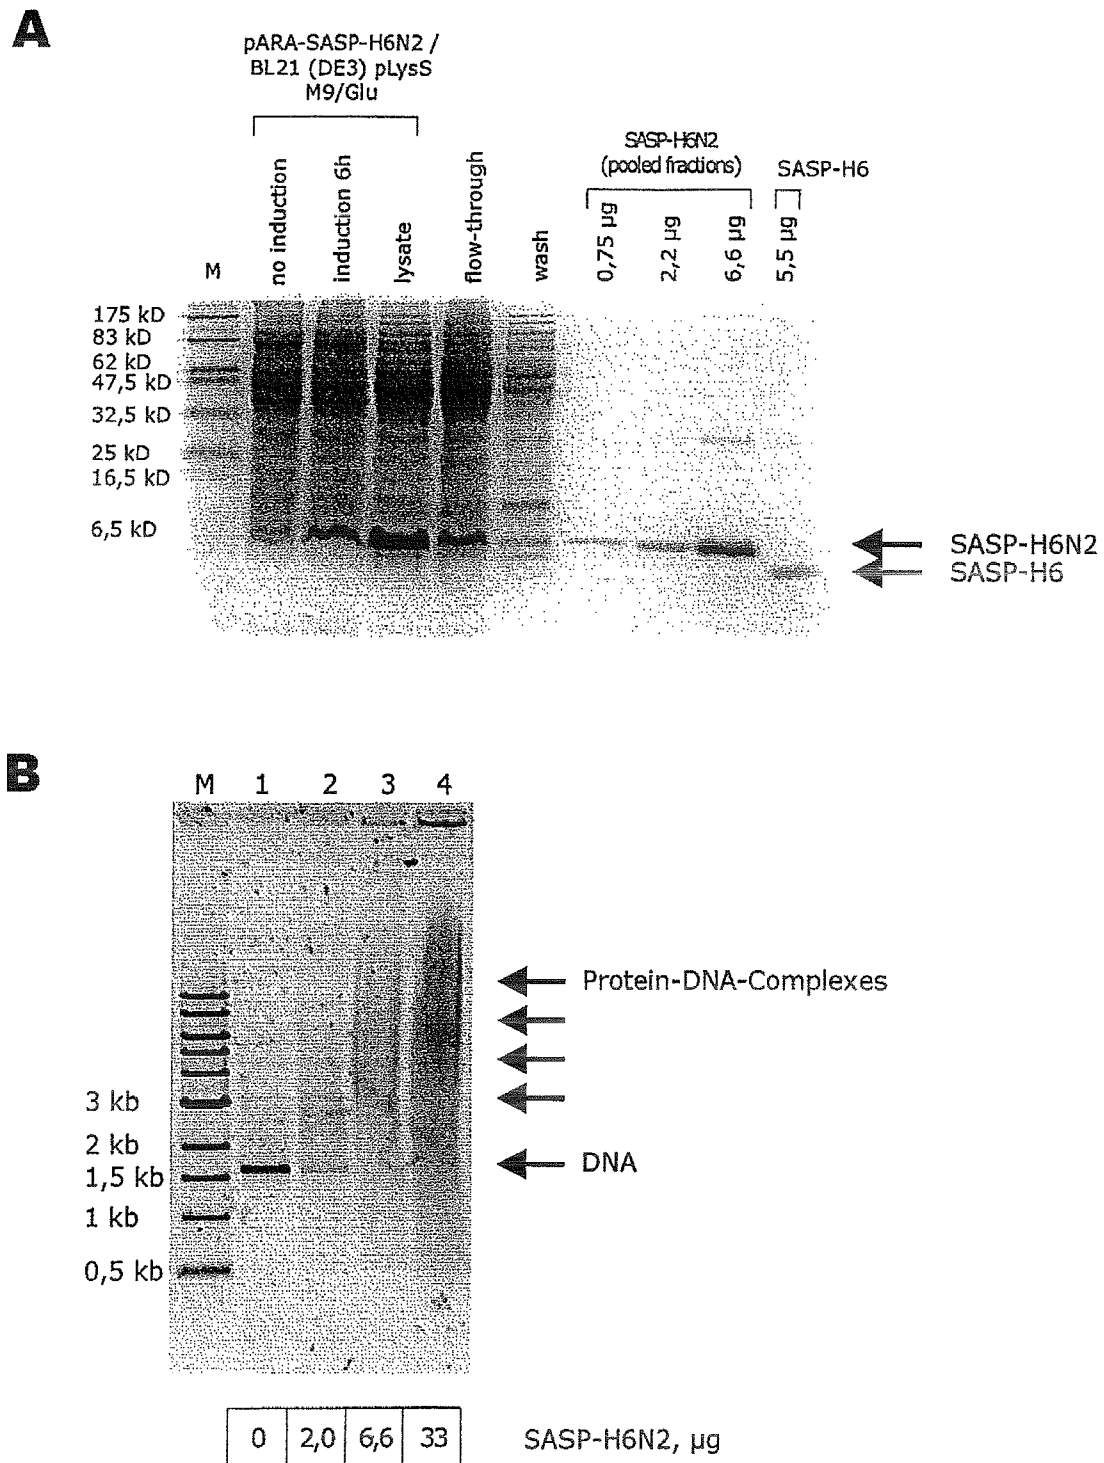 A
pARA-SASP-H6N2 /
BL21 (DE3) pLysS
M9/Glu
SASP-H6N2
(pooled fractions)
SASP-H6
M
no induction
induction 6h
lysate
flow-through
wash
0,75 µg
2,2 µg
6,6 µg
5,5 µg
175 kD
83 kD
62 kD
47,5 kD
32,5 kD
25 kD
16,5 kD
6,5 kD
SASP-H6N2
SASP-H6
B
M 1 2 3 4
Protein-DNA-Complexes
3 kb
2 kb
DNA
1,5 kb
1 kb
0,5 kb
0 2,0 6,6 33 SASP-H6N2, µg